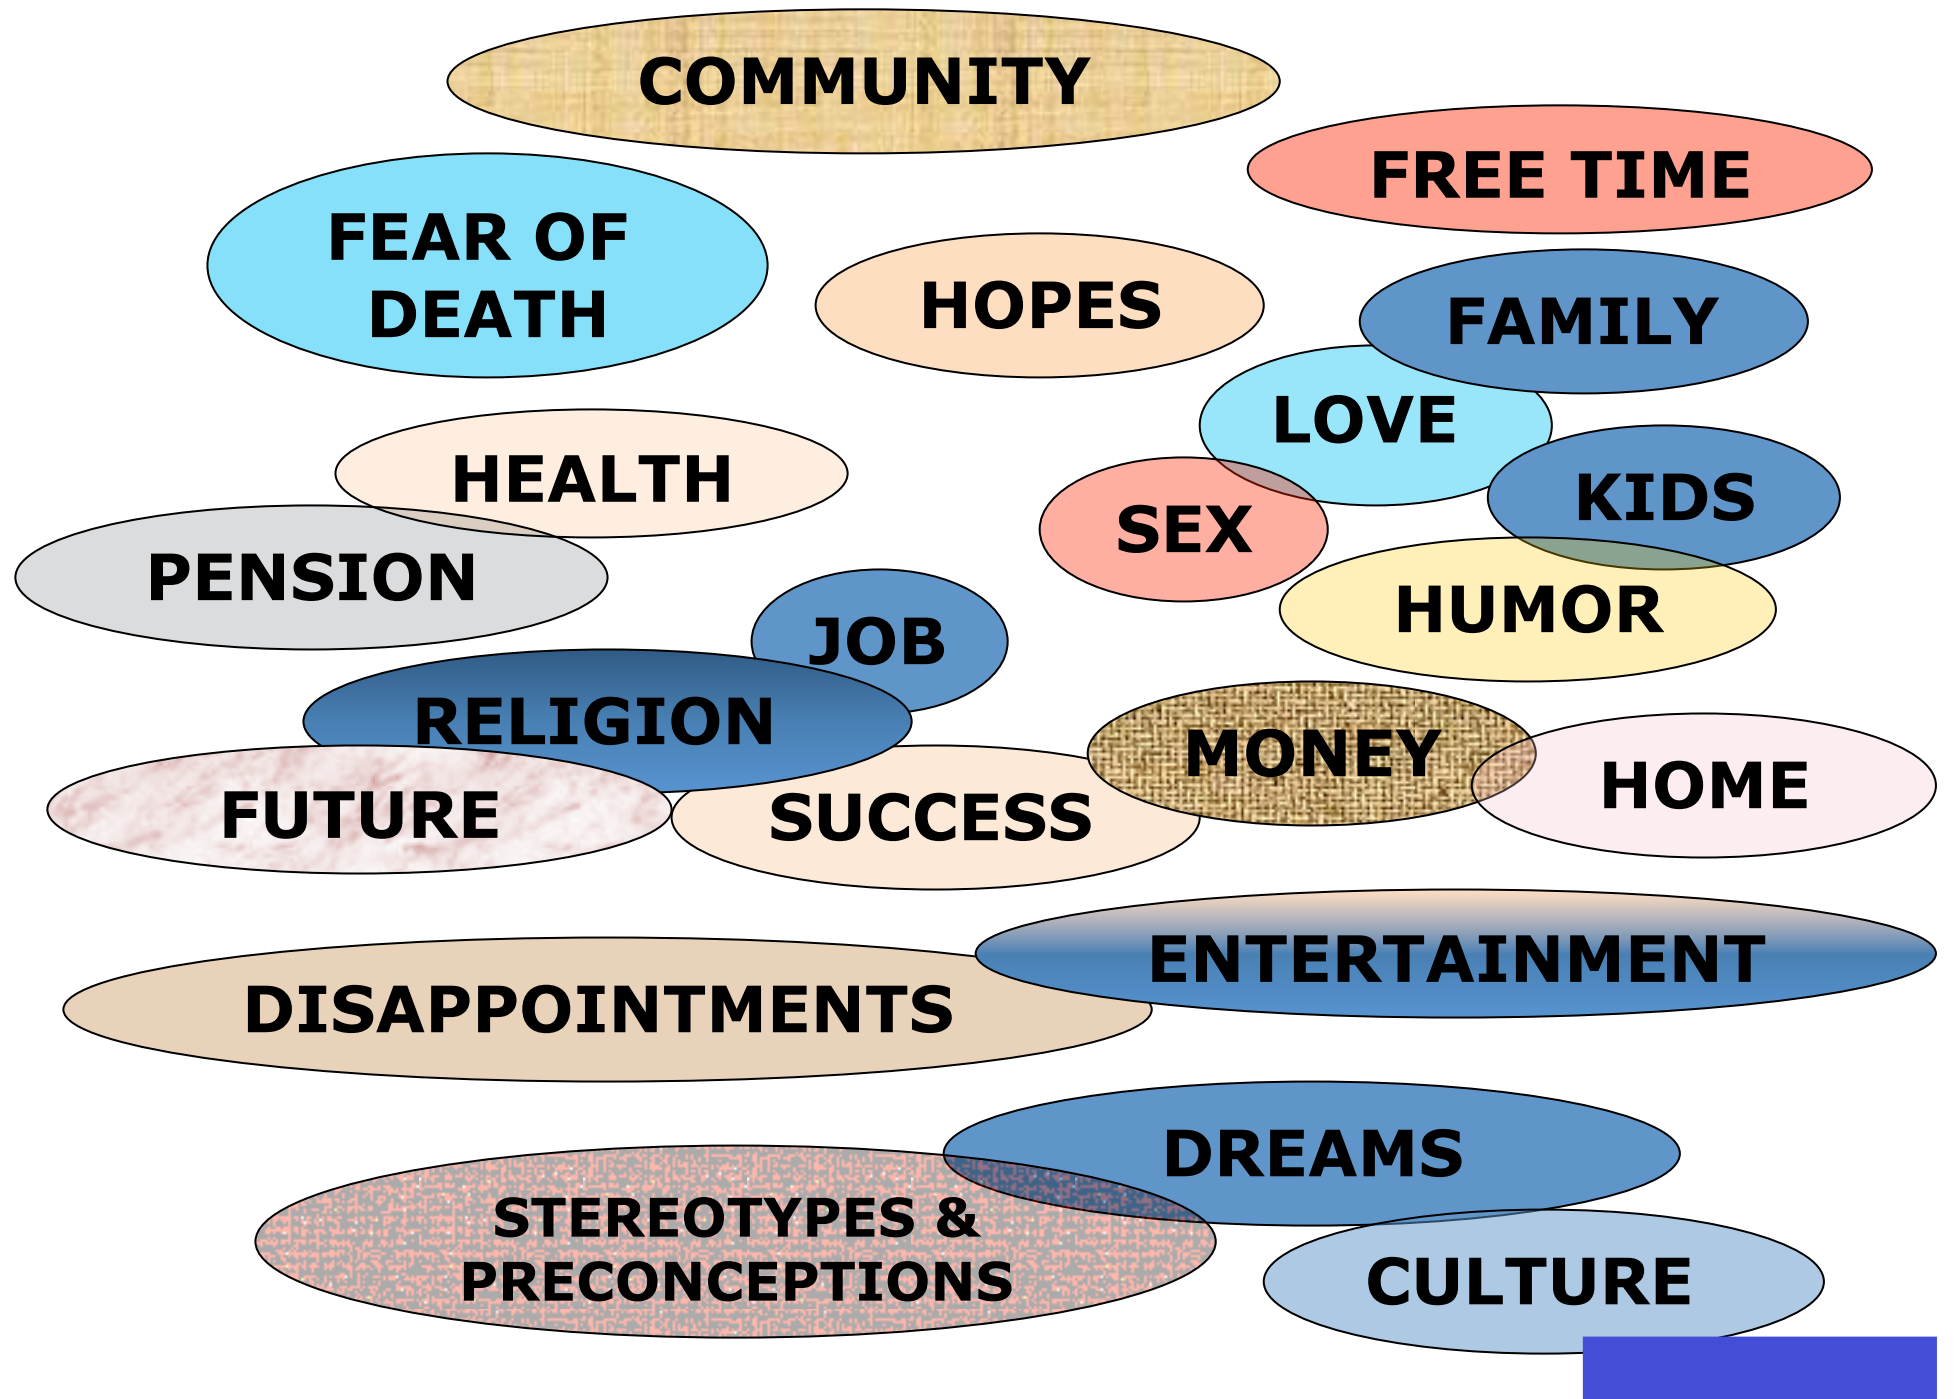 COMMUNITY
FREE TIME
FEAR OF
DEATH
HOPES
FAMILY
LOVE
HEALTH
KIDS
SEX
PENSION
HUMOR
JOB
RELIGION
MONEY
HOME
FUTURE
SUCCESS
ENTERTAINMENT
DISAPPOINTMENTS
DREAMS
STEREOTYPES &
PRECONCEPTIONS
CULTURE